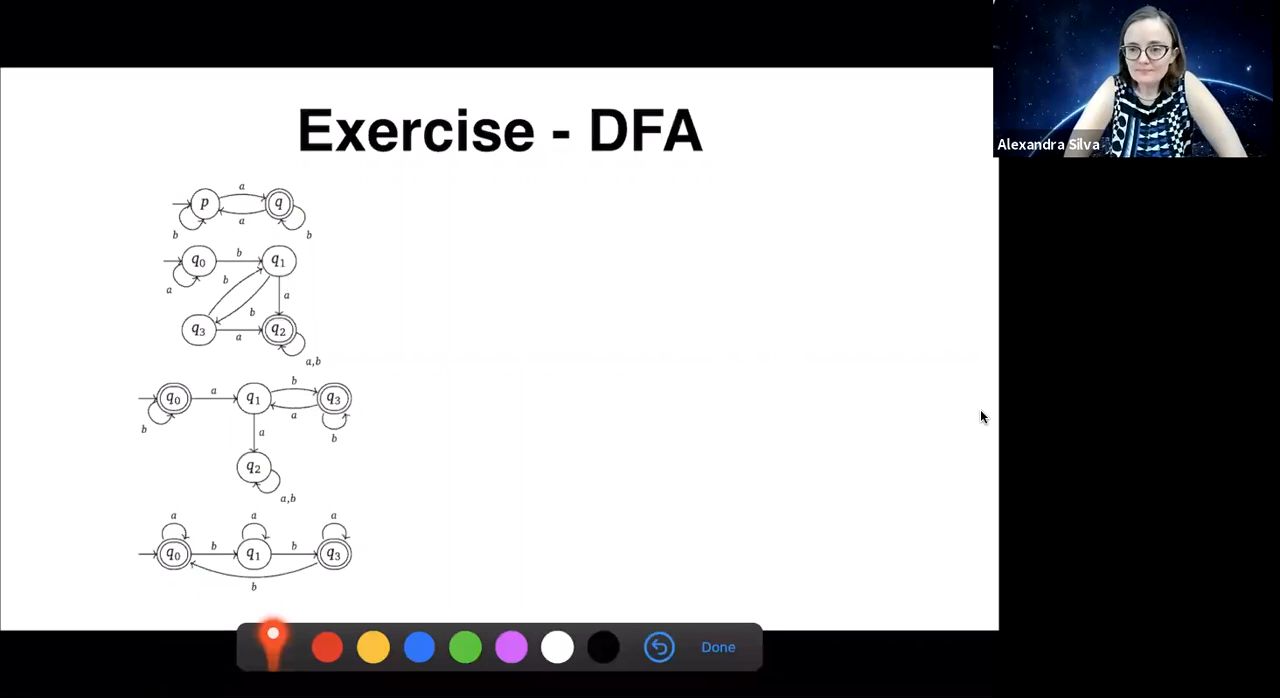 Exercise - DFA
Alexandra Silva
a
p q
a
b b
b
q0 q1
a b
b a
q3 q2
a
a,b
b
a
q0 q1 q3
a
b
a b
q2
a,b
a a a
b b
q0 q1 q3
b
Done